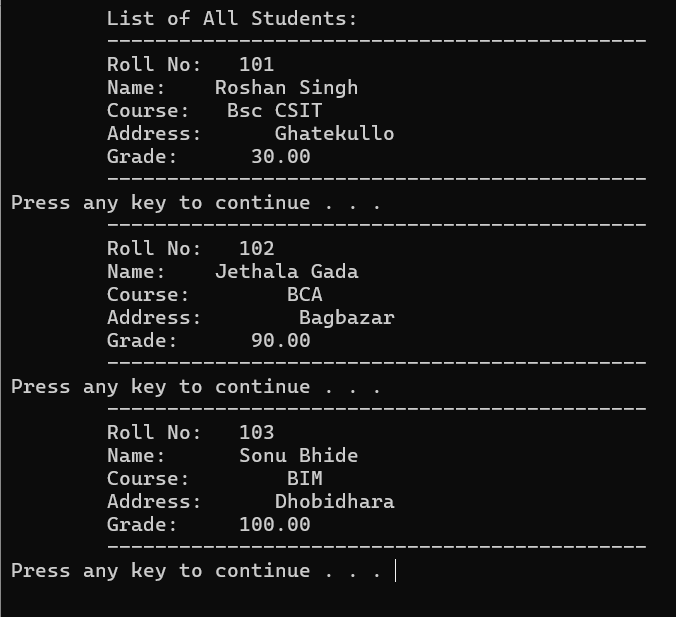 List of All Students:
---------------------------------------------
Roll No:   101
Name:    Roshan Singh
Course:   Bsc CSIT
Address:      Ghatekullo
Grade:      30.00
---------------------------------------------
Press any key to continue . . .
---------------------------------------------
Roll No:   102
Name:    Jethala Gada
Course:        BCA
Address:        Bagbazar
Grade:      90.00
---------------------------------------------
Press any key to continue . . .
---------------------------------------------
Roll No:   103
Name:      Sonu Bhide
Course:        BIM
Address:      Dhobidhara
Grade:     100.00
---------------------------------------------
Press any key to continue . . .